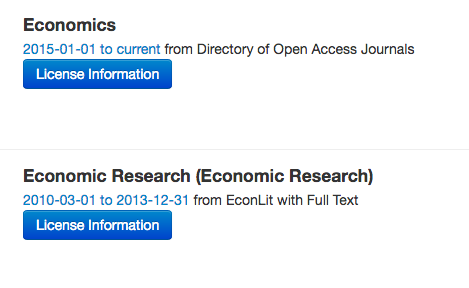 Economics
2015-01-01 to current from Directory of Open Access Journals
License Information
Economic Research (Economic Research)
2010-03-01 to 2013-12-31 from EconLit with Full Text
License Information